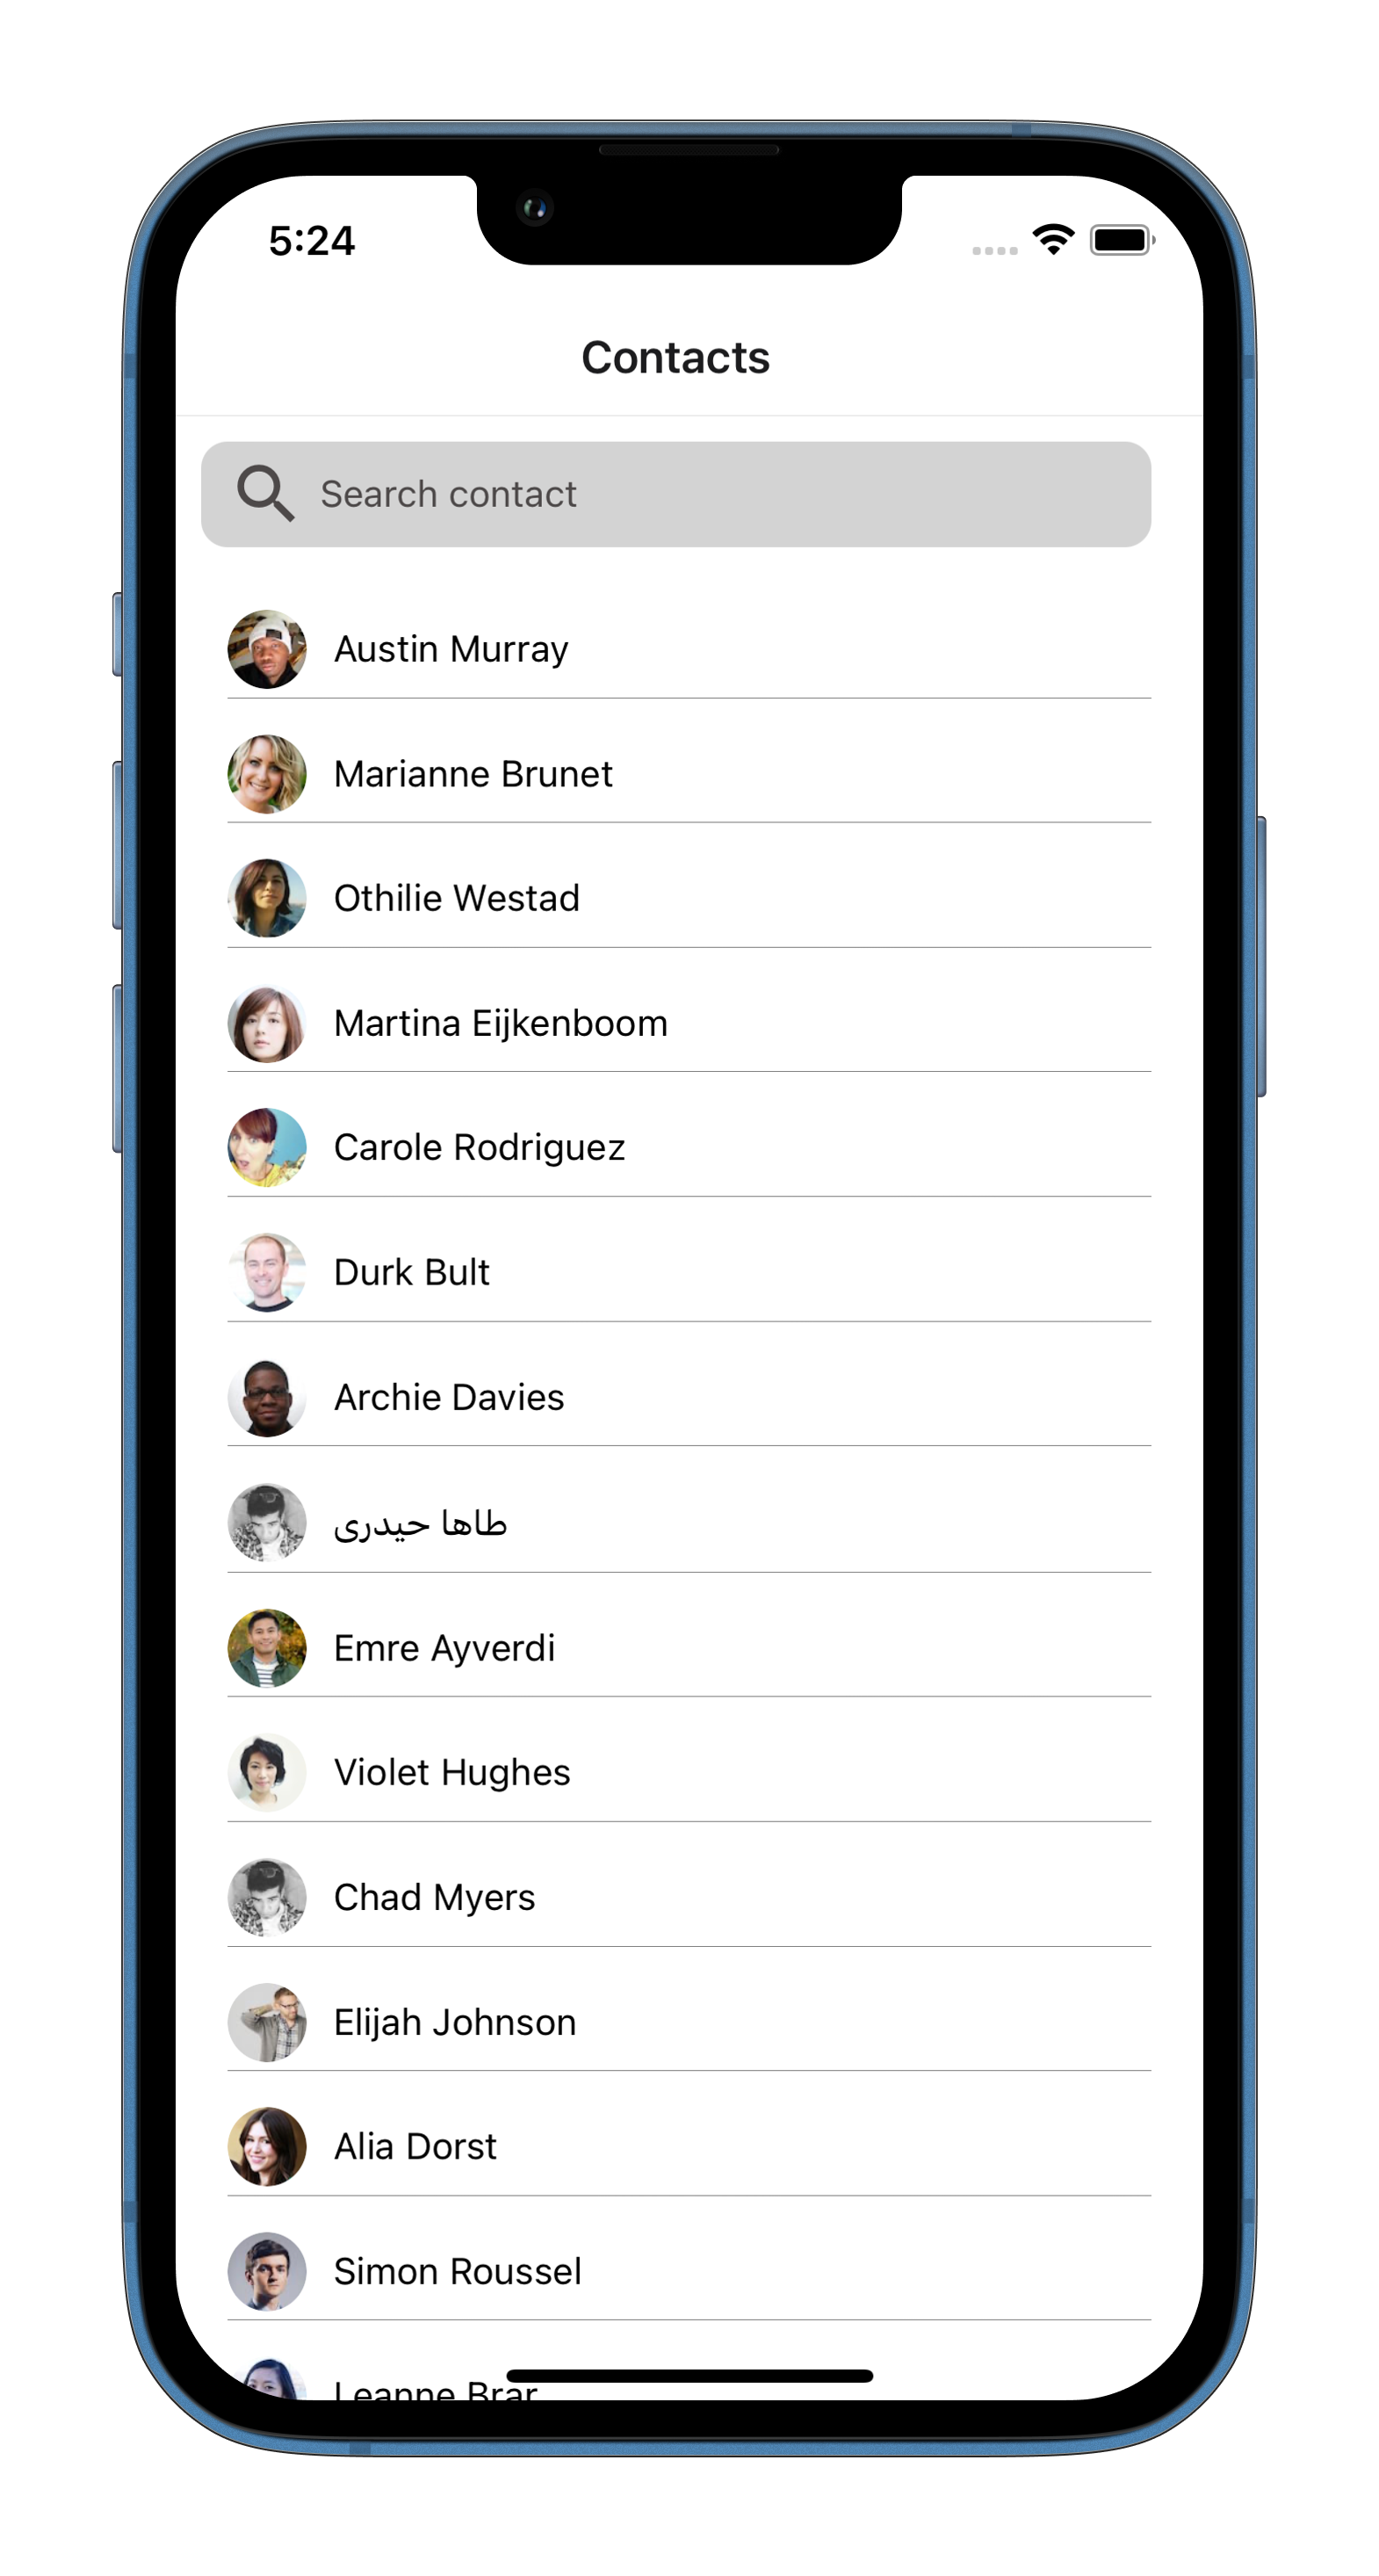 5:24
Contacts
Search contact
Austin Murray
Marianne Brunet
Othilie Westad
Martina Eijkenboom
Carole Rodriguez
Durk Bult
Archie Davies
طاها حیدری
Emre Ayverdi
Violet Hughes
Chad Myers
Elijah Johnson
Alia Dorst
Simon Roussel
Leanne Brar